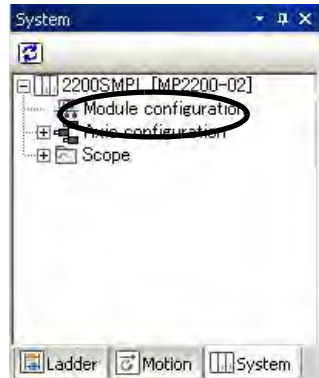 System
2200SMPL [MP2200-02]
Module configuration
Axis configuration
Scope
Ladder
Motion
System